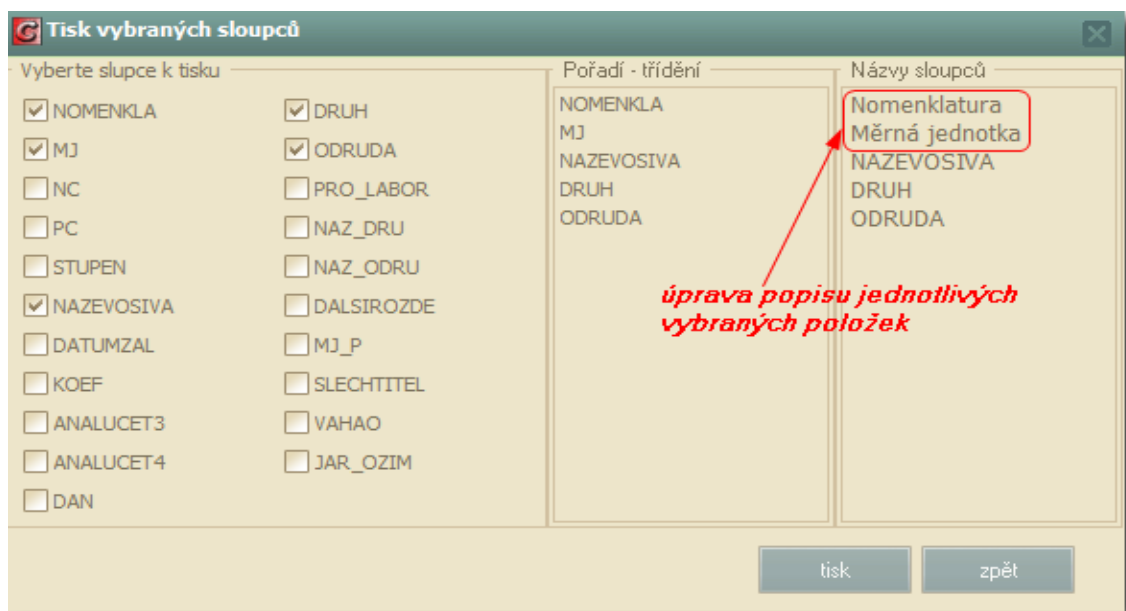 Tisk vybraných sloupců
Vyberte slupce k tisku
NOMENKLA
MJ
NC
PC
STUPEN
NAZEVOSIVA
DATUMZAL
KOEF
ANALUCET3
ANALUCET4
DAN
DRUH
ODRUDA
PRO_LABOR
NAZ_DRU
NAZ_ODRU
DALSIROZDE
MJ_P
SLECHTITEL
VAHAO
JAR_OZIM
Pořadí - třídění
NOMENKLA
MJ
NAZEVOSIVA
DRUH
ODRUDA
Názvy sloupců
Nomenklatura
Měrná jednotka
NAZEVOSIVA
DRUH
ODRUDA
úprava popisu jednotlivých
vybraných položek
tisk
zpět